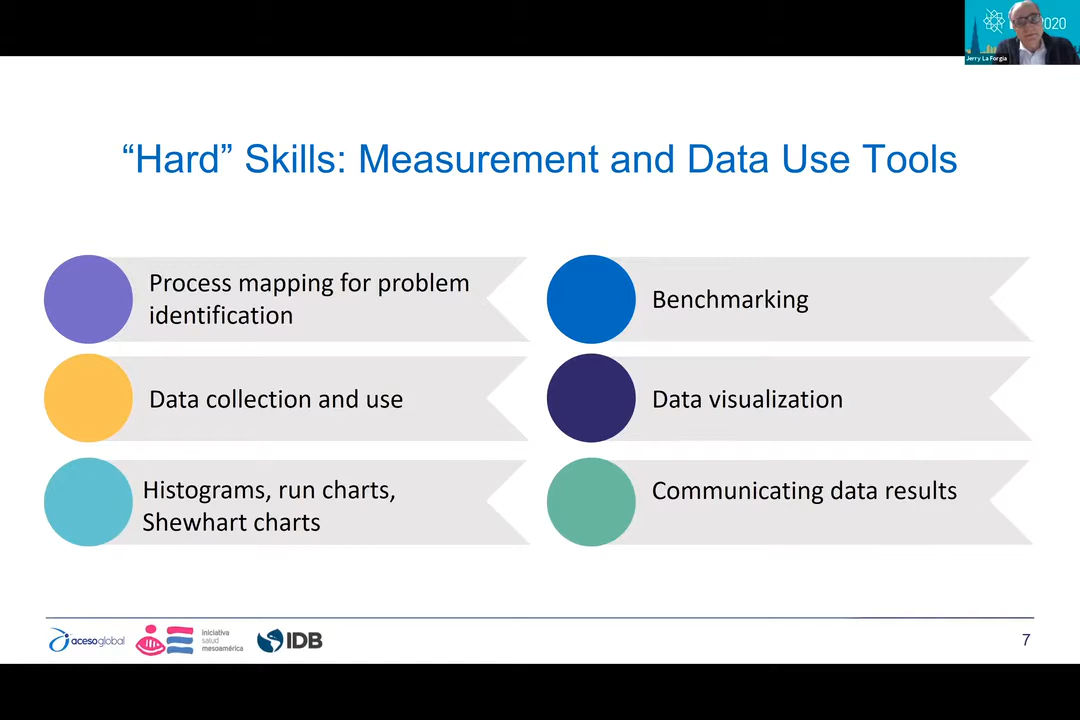 2020
Jerry La Forgia
“Hard” Skills: Measurement and Data Use Tools
Process mapping for problem
identification
Data collection and use
Histograms, run charts,
Shewhart charts
Benchmarking
Data visualization
Communicating data results
acesoglobal
iniciativa
salud
mesoamérica
IDB
7